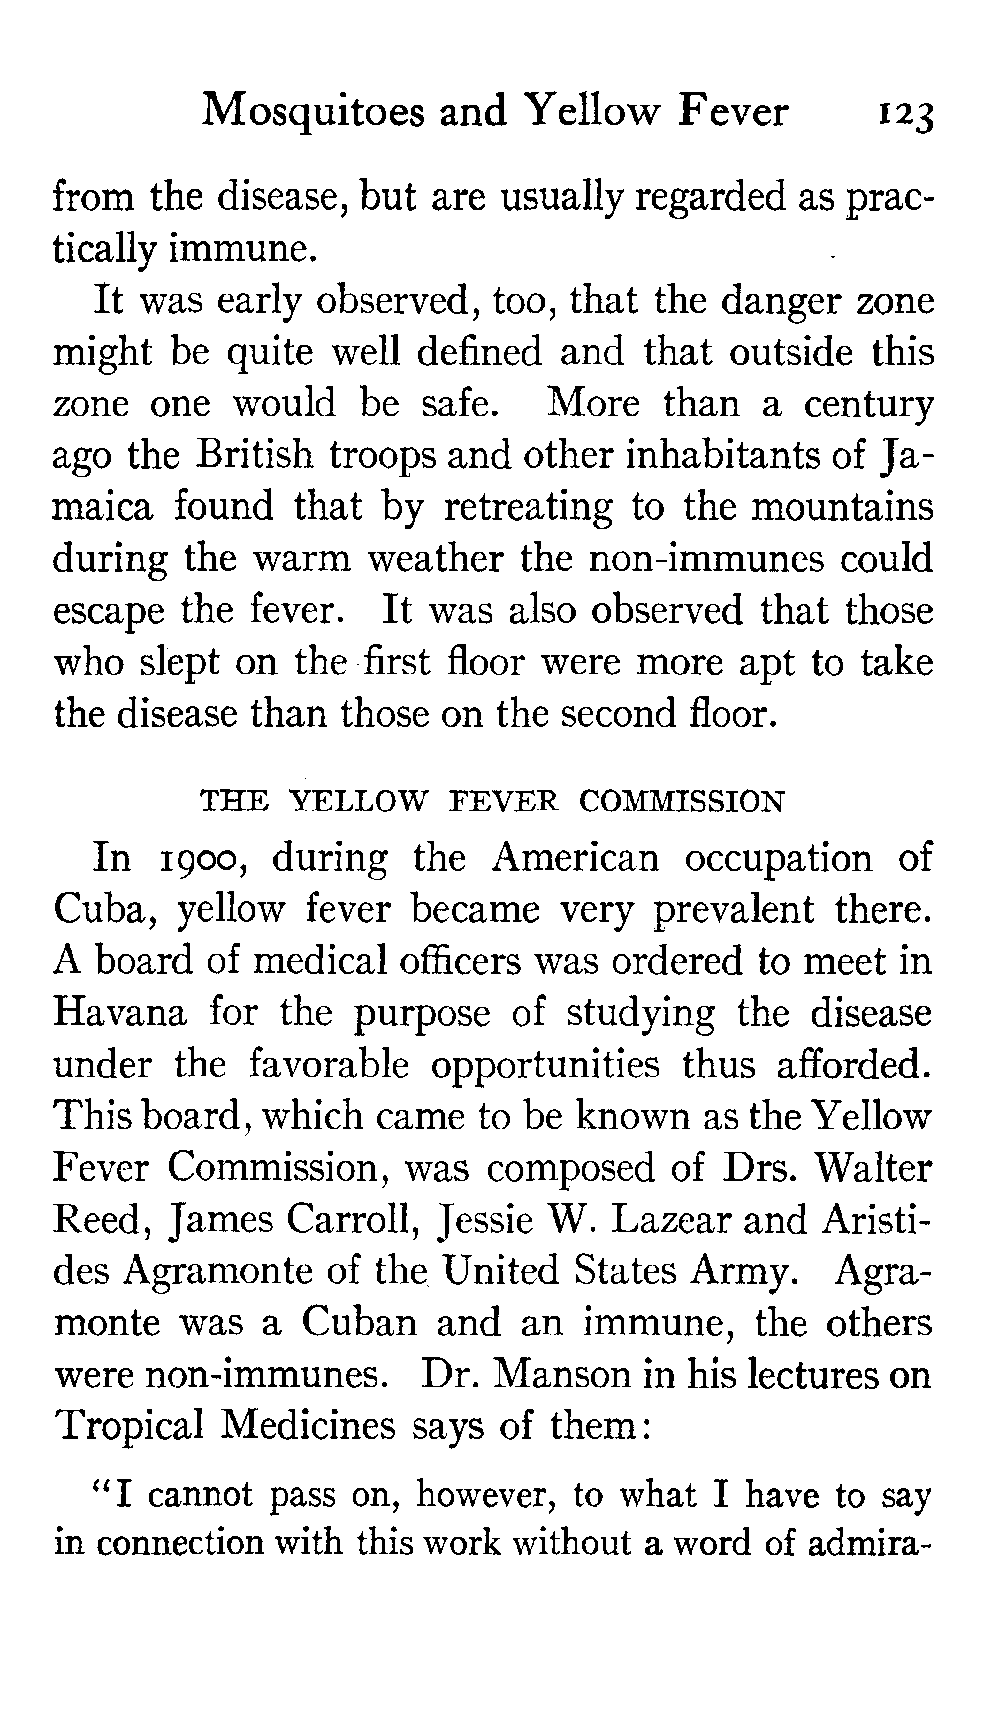 Mosquitoes and Yellow Fever 123
from the disease, but are usually regarded as prac-
tically immune.
It was early observed, too, that the danger zone
might be quite well defined and that outside this
zone one would be safe. More than a century
ago the British troops and other inhabitants of Ja-
maica found that by retreating to the mountains
during the warm weather the non-immunes could
escape the fever. It was also observed that those
who slept on the first floor were more apt to take
the disease than those on the second floor.
THE YELLOW FEVER COMMISSION
In 1900, during the American occupation of
Cuba, yellow fever became very prevalent there.
A board of medical officers was ordered to meet in
Havana for the purpose of studying the disease
under the favorable opportunities thus afforded.
This board, which came to be known as the Yellow
Fever Commission, was composed of Drs. Walter
Reed, James Carroll, Jessie W. Lazear and Aristi-
des Agramonte of the United States Army. Agra-
monte was a Cuban and an immune, the others
were non-immunes. Dr. Manson in his lectures on
Tropical Medicines says of them:
"I cannot pass on, however, to what I have to say
in connection with this work without a word of admira-